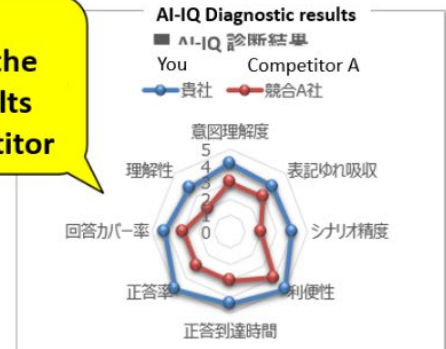 the
lts
titor
AI-IQ Diagnostic results
■ AI-IQ 診断結果
You Competitor A
貴社 競合A社
意図理解度
表記ゆれ吸収
シナリオ精度
利便性
正答到達時間
正答率
回答カバー率
理解性
5
4
3
2
1
0